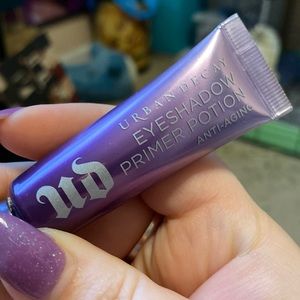 URBAN DECAY
EYESHADOW
PRIMER POTION
ANTI-AGING
UD